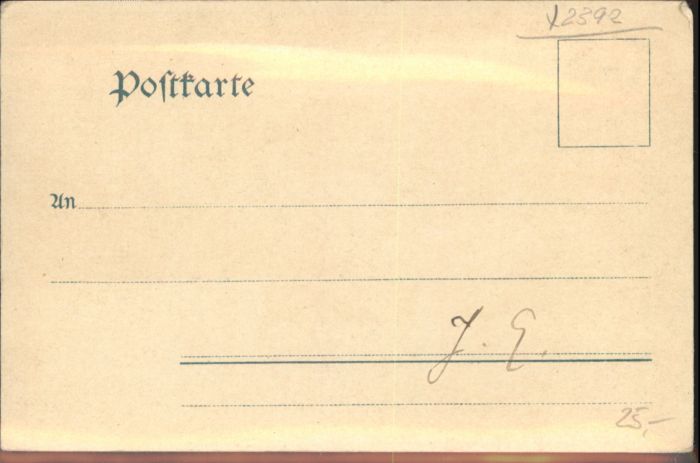 X2392
Postkarte
An
J. E.
25,-